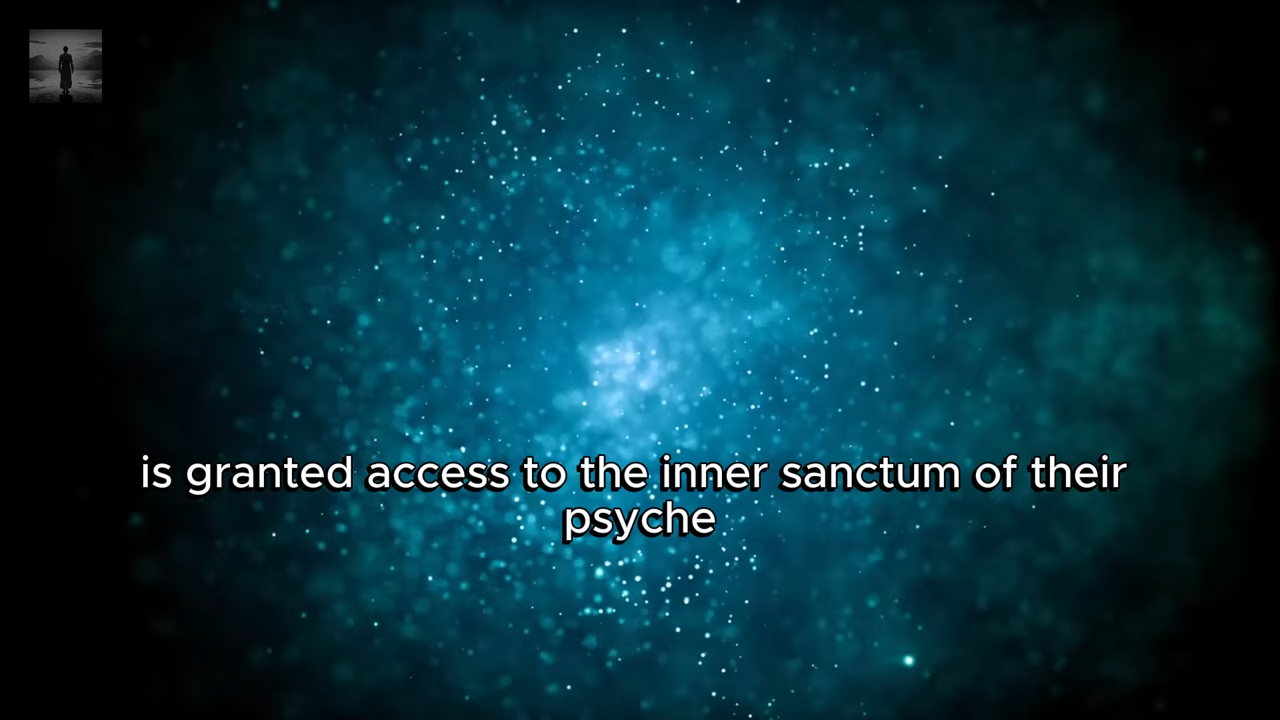 is granted access to the inner sanctum of their
psyche